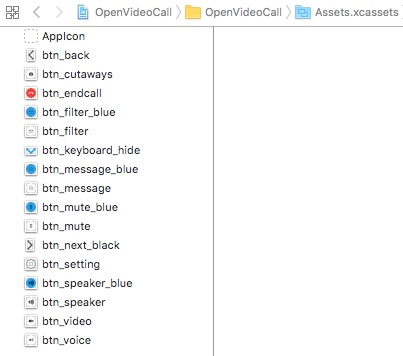 OpenVideoCall OpenVideoCall Assets.xcassets
AppIcon
btn_back
btn_cutaways
btn_endcall
btn_filter_blue
btn_filter
btn_keyboard_hide
btn_message_blue
btn_message
btn_mute_blue
btn_mute
btn_next_black
btn_setting
btn_speaker_blue
btn_speaker
btn_video
btn_voice